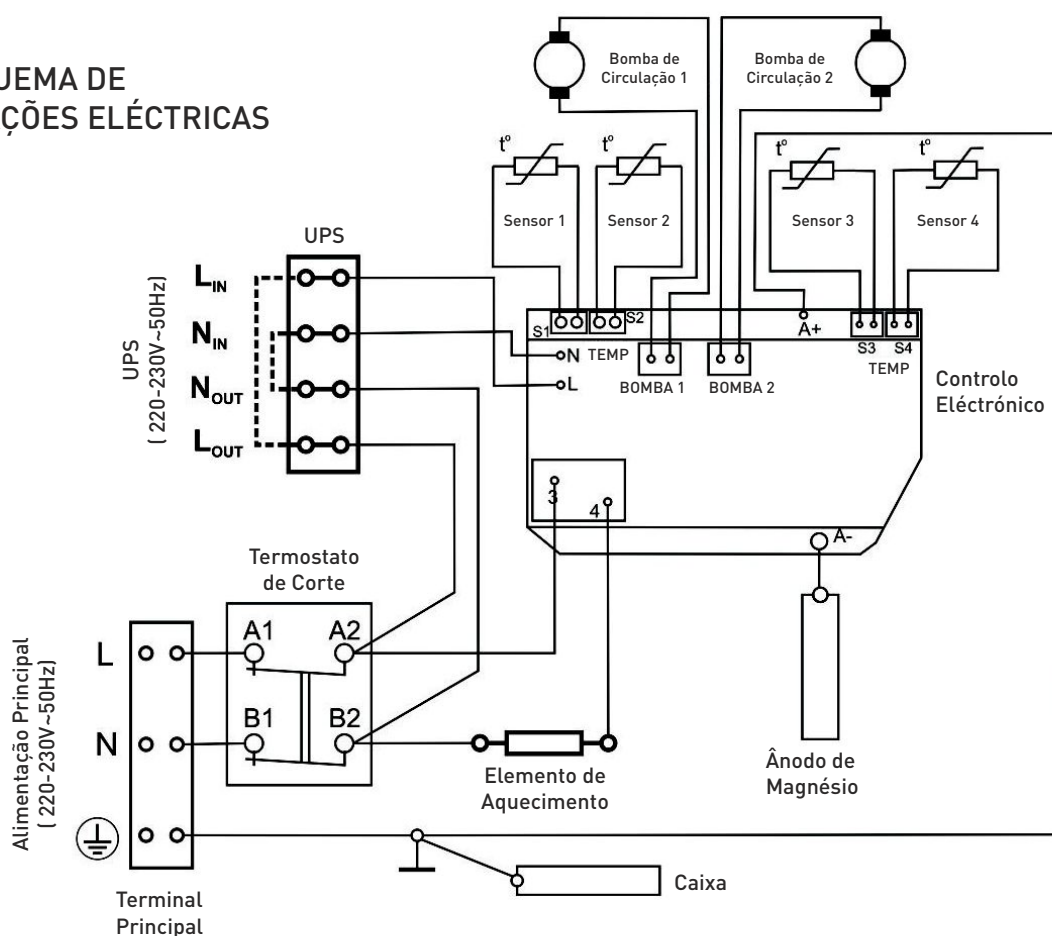 UEMA DE
ÇÕES ELÉCTRICAS
Bomba de
Circulação 1
Bomba de
Circulação 2
t°
t°
t°
t°
Sensor 1
Sensor 2
Sensor 3
Sensor 4
UPS
UPS
( 220-230V~50Hz)
LIN
NIN
NOUT
LOUT
S1
S2
A+
S3
S4
N
TEMP
TEMP
L
BOMBA 1
BOMBA 2
Controlo
Eléctrónico
3
4
A-
Termostato
de Corte
A1
A2
B1
B2
Alimentação Principal
( 220-230V~50Hz)
L
N
Elemento de
Aquecimento
Ânodo de
Magnésio
Caixa
Terminal
Principal